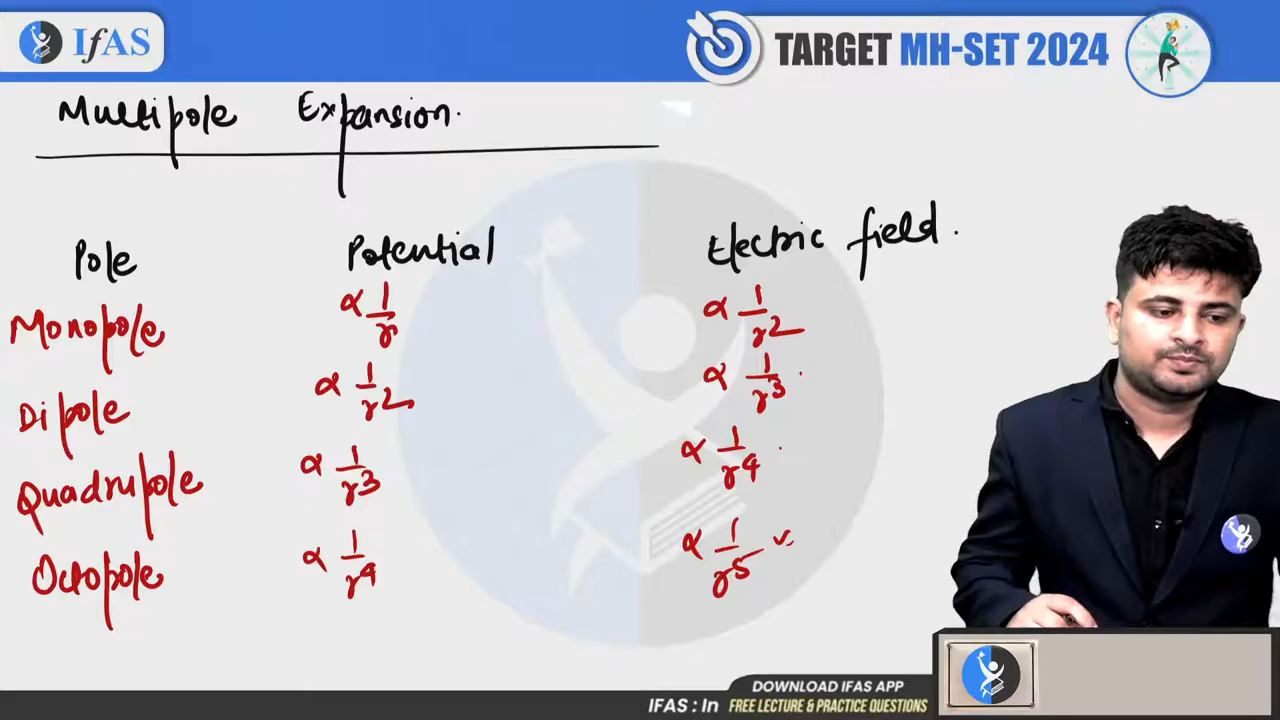 IfAS
TARGET MH-SET 2024
Multipole Expansion.
Pole Potential Electric field.
Monopole ∝ 1/r ∝ 1/r²
Dipole ∝ 1/r² ∝ 1/r³
Quadrupole ∝ 1/r³ ∝ 1/r⁴
Octopole ∝ 1/r⁴ ∝ 1/r⁵
DOWNLOAD IFAS APP
IFAS : In FREE LECTURE & PRACTICE QUESTIONS